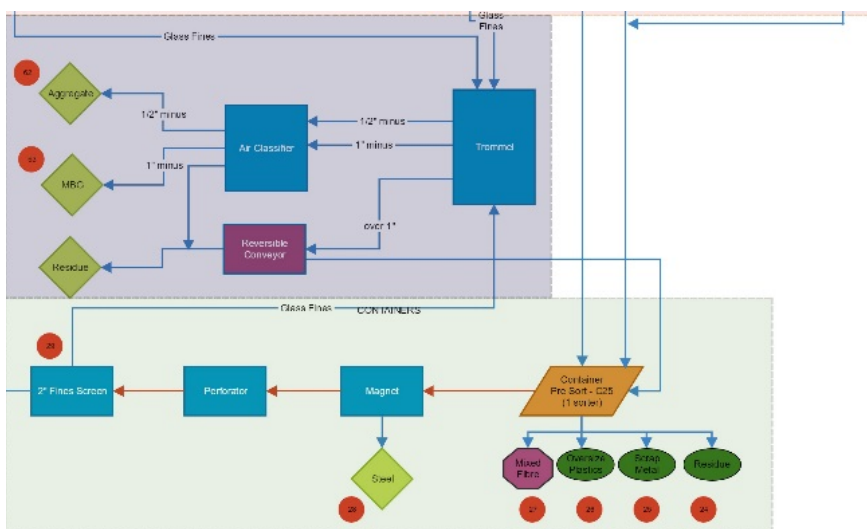 Glass
Fines
Glass Fines
Aggregate
1/2" minus
1/2" minus
Air Classifier
1" minus
Trommel
1" minus
MBC
over 1"
Reversible
Conveyor
Residue
Glass Fines
CONTAINERS
2" Fines Screen
Perforator
Magnet
Container
Pre Sort - C25
(1 sorter)
Steel
Mixed
Fibre
Oversize
Plastics
Scrap
Metal
Residue
27
24